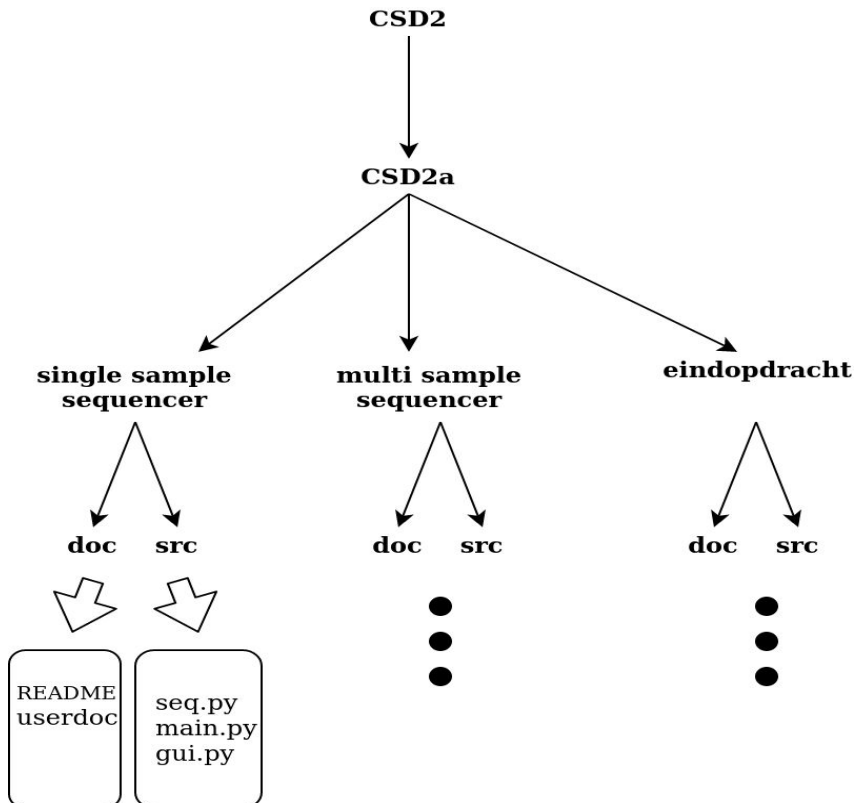 CSD2
CSD2a
single sample
sequencer
multi sample
sequencer
eindopdracht
doc
src
doc
src
doc
src
README
userdoc
seq.py
main.py
gui.py